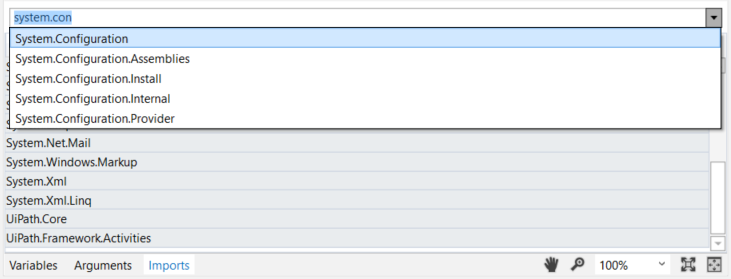 system.con
System.Configuration
System.Configuration.Assemblies
System.Configuration.Install
System.Configuration.Internal
System.Configuration.Provider
System.Net.Mail
System.Windows.Markup
System.Xml
System.Xml.Linq
UiPath.Core
UiPath.Framework.Activities
Variables Arguments Imports 100%